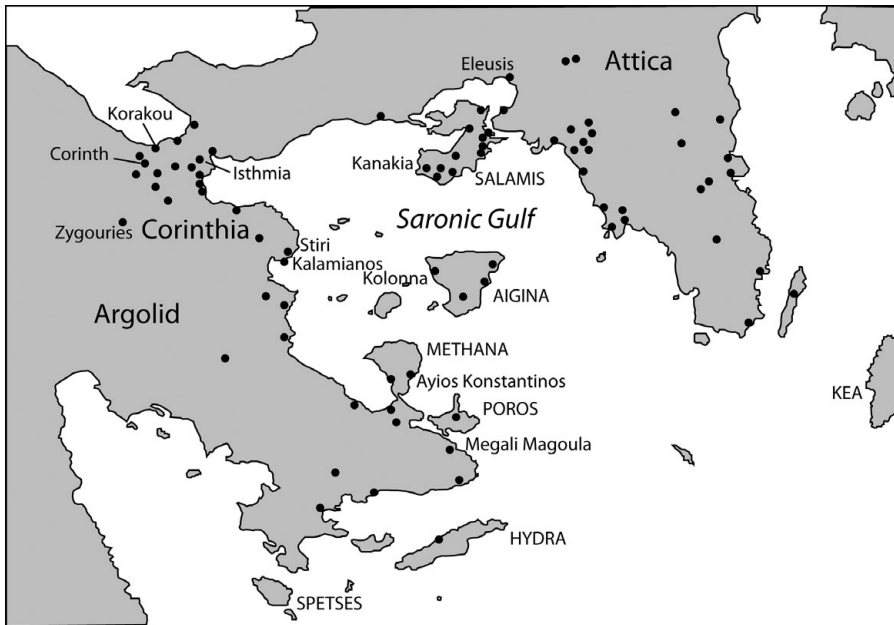 Eleusis
Attica
Korakou
Corinth
Isthmia
Kanakia
SALAMIS
Zygouries
Corinthia
Saronic Gulf
Stiri
Kalamianos
Kolonna
AIGINA
Argolid
METHANA
Ayios Konstantinos
KEA
POROS
Megali Magoula
HYDRA
SPETSES